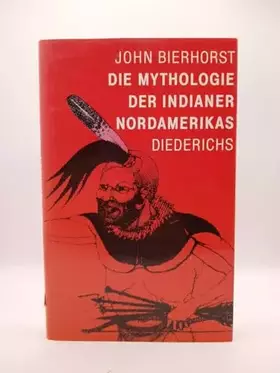 JOHN BIERHORST
DIE MYTHOLOGIE
DER INDIANER
NORDAMERIKAS
DIEDERICHS